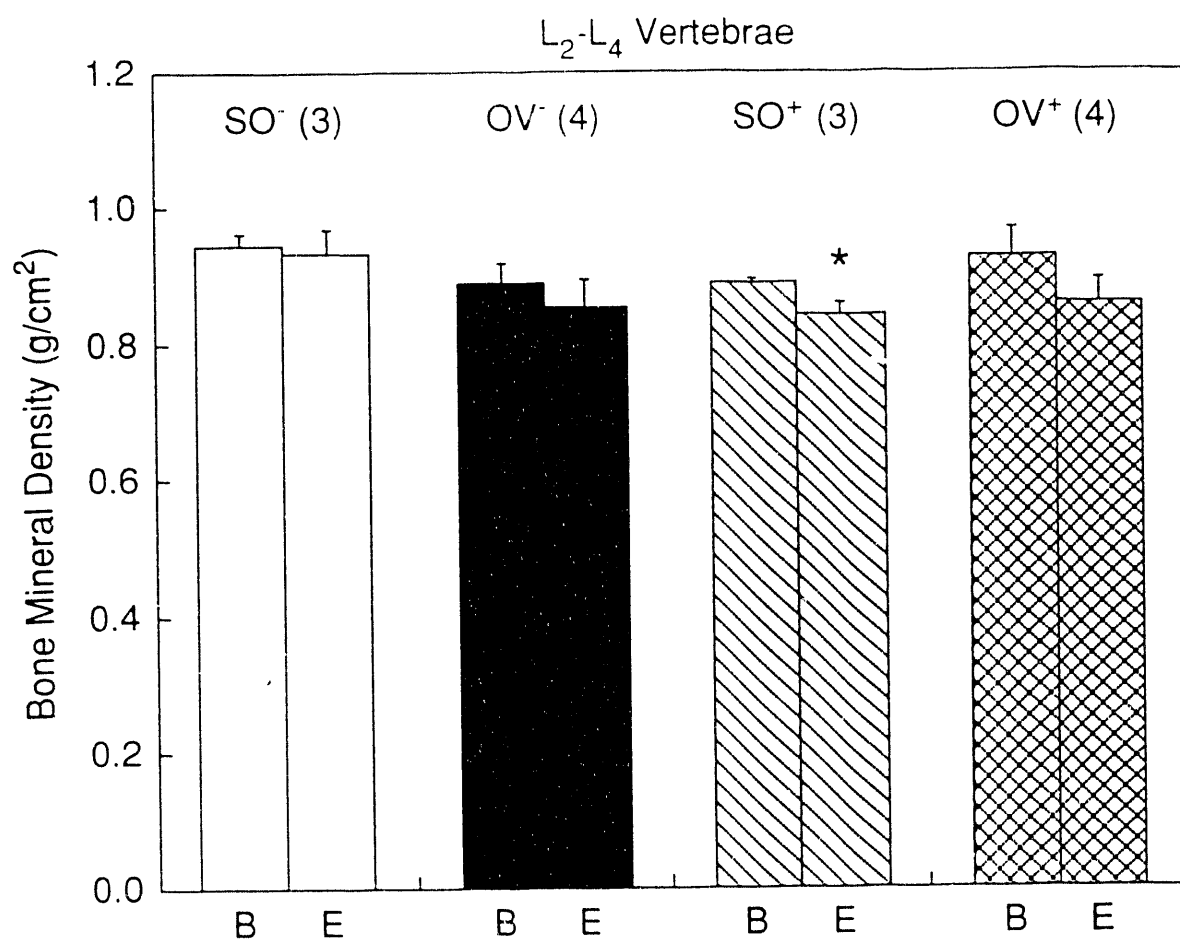 L₂-L₄ Vertebrae
1.2
SO⁻ (3) OV⁻ (4) SO⁺ (3) OV⁺ (4)
1.0
*
0.8
0.6
0.4
0.2
0.0
B E B E B E B E
Bone Mineral Density (g/cm²)